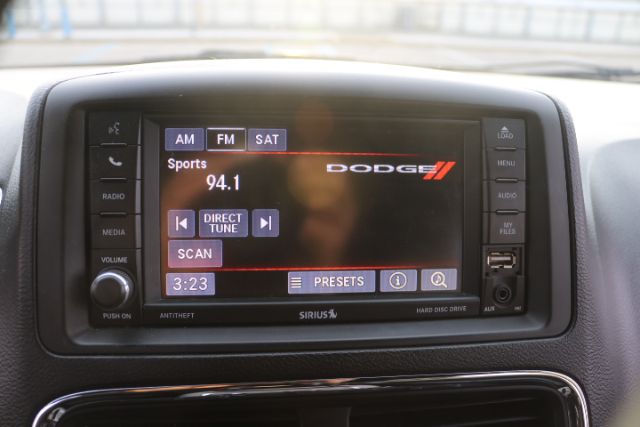 AM FM SAT
LOAD
Sports
DODGE
94.1
MENU
RADIO
AUDIO
DIRECT
TUNE
MEDIA
MY
FILES
SCAN
VOLUME
3:23
PRESETS
PUSH ON
ANTITHEFT
SIRIUS
HARD DISC DRIVE
AUX